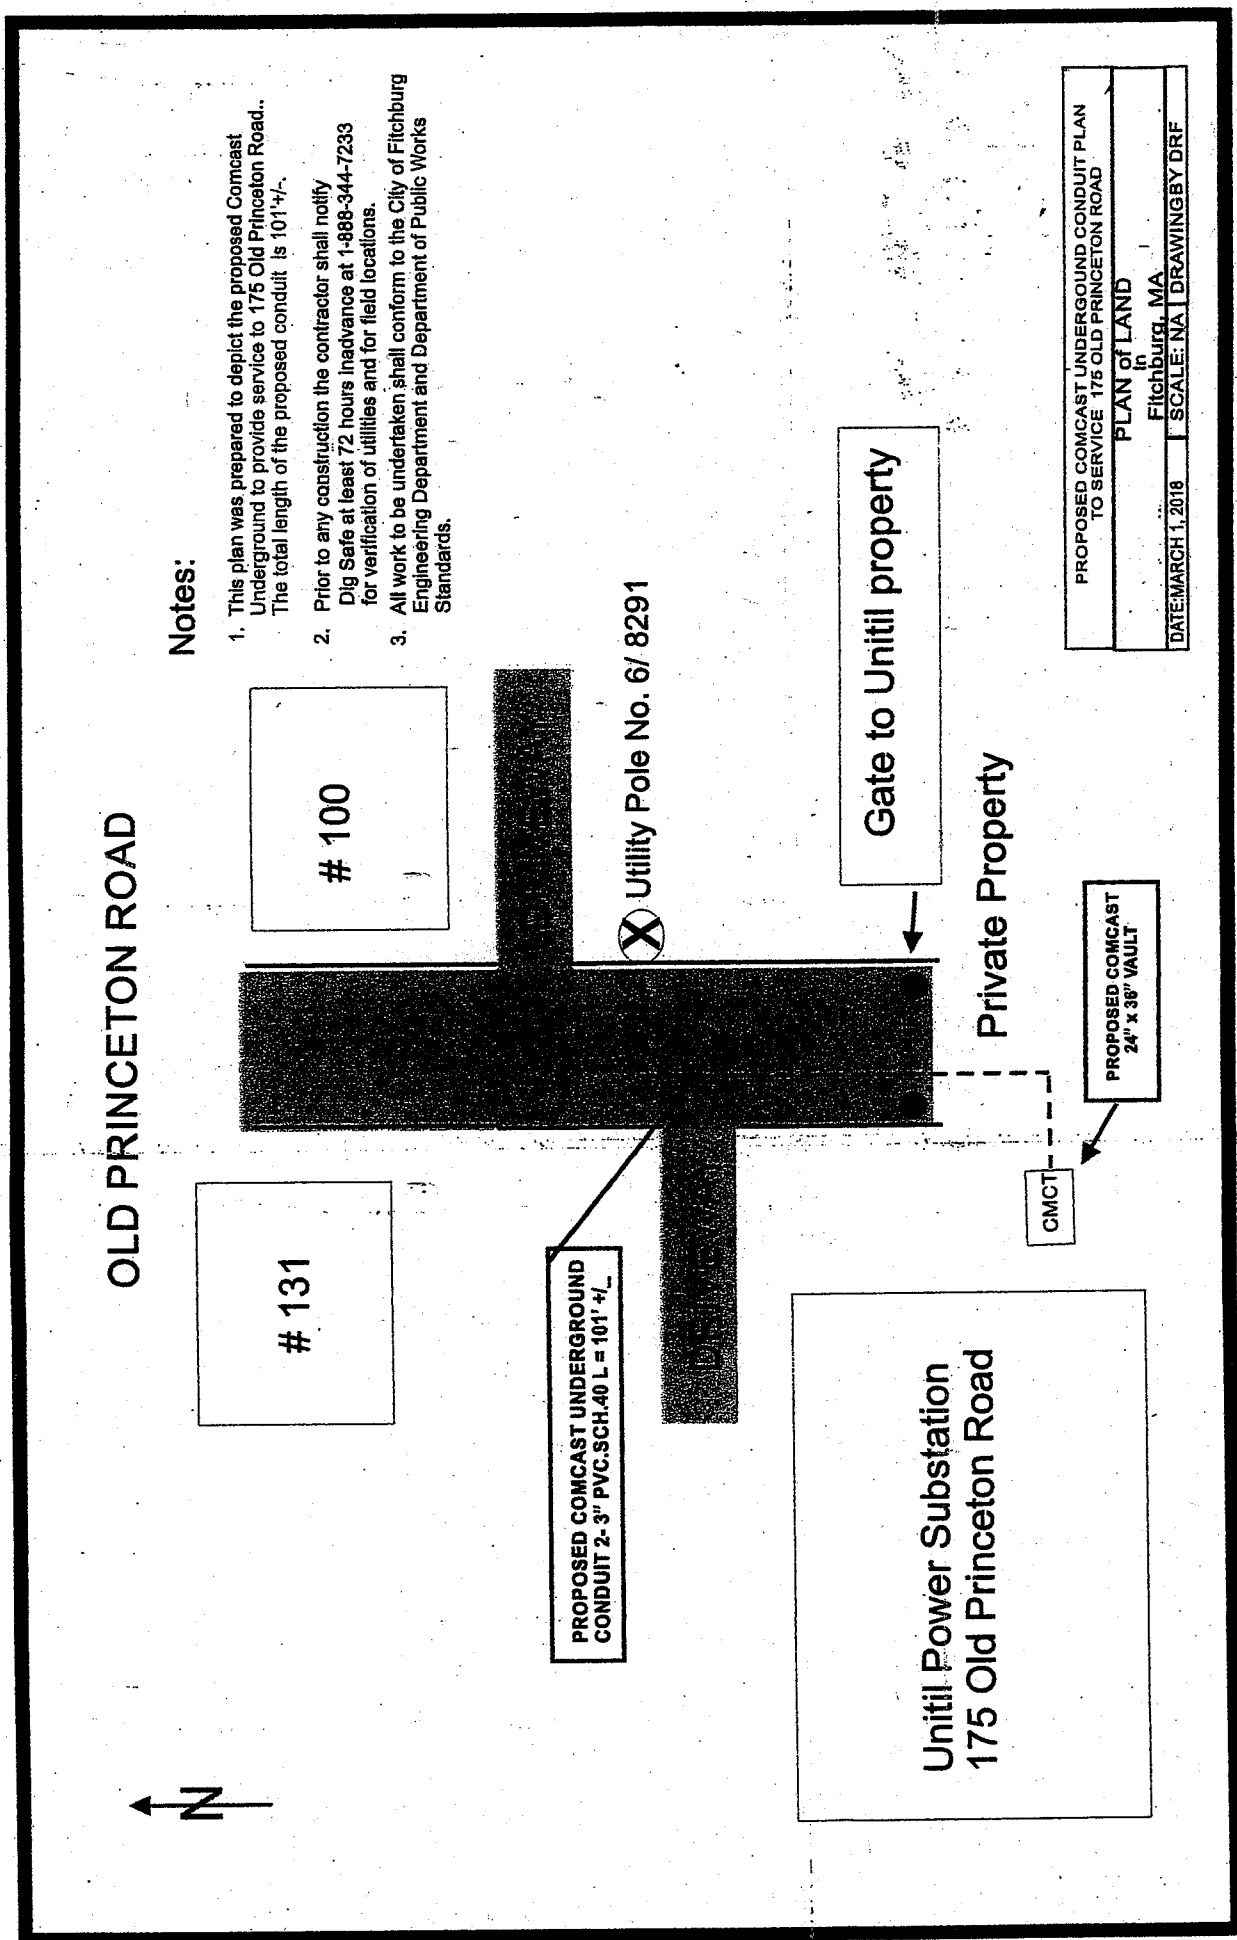 OLD PRINCETON ROAD
N
# 131
# 100
Notes:
1. This plan was prepared to depict the proposed Comcast
Underground to provide service to 175 Old Princeton Road..
The total length of the proposed conduit is 101'+/-.
2. Prior to any construction the contractor shall notify
Dig Safe at least 72 hours inadvance at 1-888-344-7233
for verification of utilities and for field locations.
3. All work to be undertaken shall conform to the City of Fitchburg
Engineering Department and Department of Public Works
Standards.
PROPOSED COMCAST UNDERGROUND
CONDUIT 2- 3" PVC.SCH.40 L = 101' +/_
Utility Pole No. 6/ 8291
Unitil Power Substation
175 Old Princeton Road
CMCT
Gate to Unitil property
Private Property
PROPOSED COMCAST
24" x 36" VAULT
PROPOSED COMCAST UNDERGOUND CONDUIT PLAN
TO SERVICE 175 OLD PRINCETON ROAD
PLAN of LAND
In
Fitchburg, MA
DATE:MARCH 1, 2018 SCALE: NA DRAWINGBY DRF